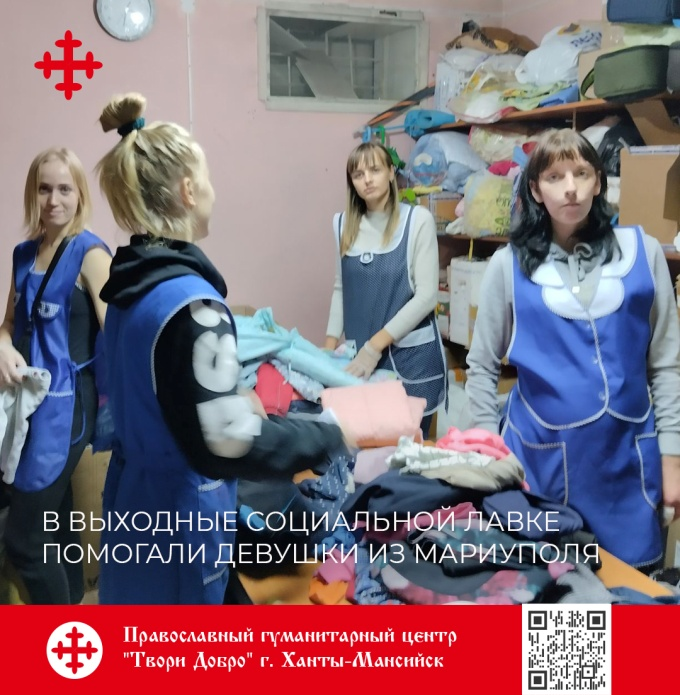 В ВЫХОДНЫЕ СОЦИАЛЬНОЙ ЛАВКЕ
ПОМОГАЛИ ДЕВУШКИ ИЗ МАРИУПОЛЯ
Православный гуманитарный центр
"Твори Добро" г. Ханты-Мансийск